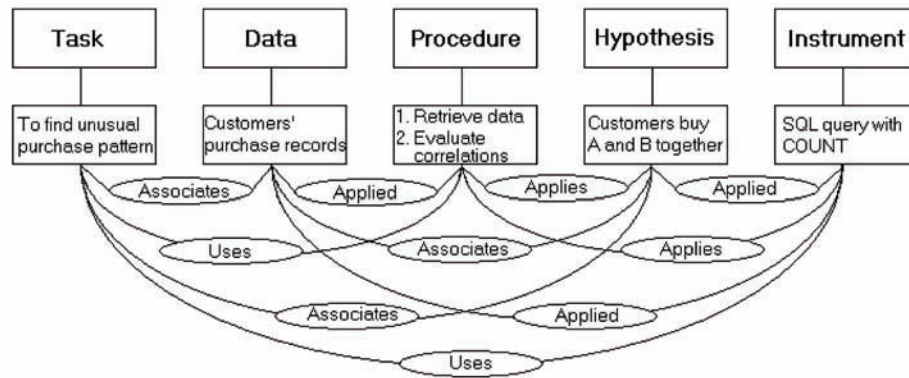 Task
Data
Procedure
Hypothesis
Instrument
To find unusual
purchase pattern
Customers'
purchase records
1. Retrieve data
2. Evaluate
correlations
Customers buy
A and B together
SQL query with
COUNT
Associates
Applied
Applies
Applied
Uses
Associates
Applies
Associates
Applied
Uses